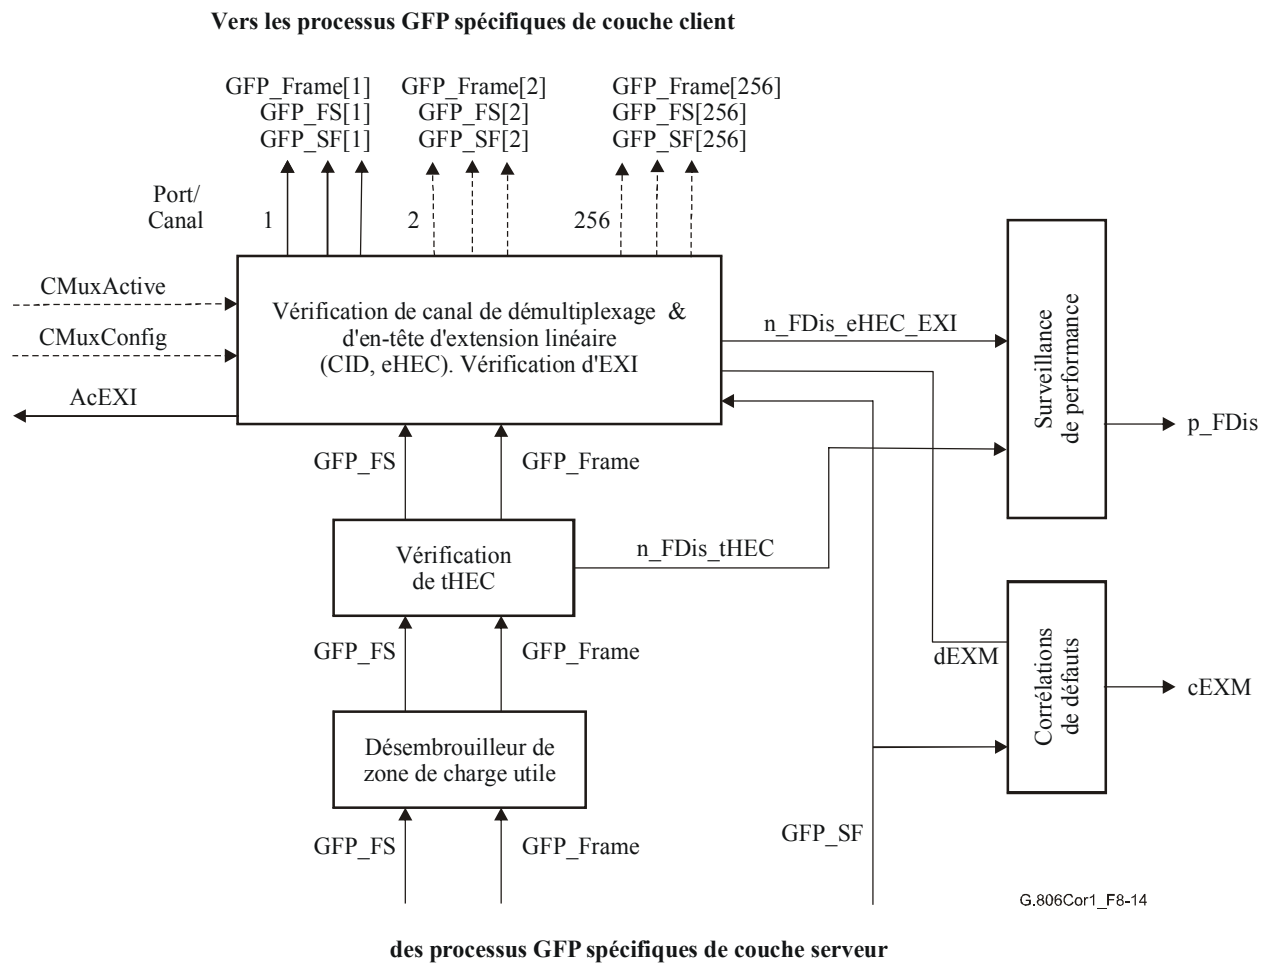 Vers les processus GFP spécifiques de couche client
GFP_Frame[1]
GFP_FS[1]
GFP_SF[1]
GFP_Frame[2]
GFP_FS[2]
GFP_SF[2]
GFP_Frame[256]
GFP_FS[256]
GFP_SF[256]
Port/
Canal
1
2
256
CMuxActive
CMuxConfig
AcEXI
Vérification de canal de démultiplexage &
d'en-tête d'extension linéaire
(CID, eHEC). Vérification d'EXI
n_FDis_eHEC_EXI
Surveillance
de performance
p_FDis
GFP_FS
GFP_Frame
Vérification
de tHEC
n_FDis_tHEC
GFP_FS
GFP_Frame
dEXM
Corrélations
de défauts
cEXM
Désembrouilleur de
zone de charge utile
GFP_FS
GFP_Frame
GFP_SF
G.806Cor1_F8-14
des processus GFP spécifiques de couche serveur